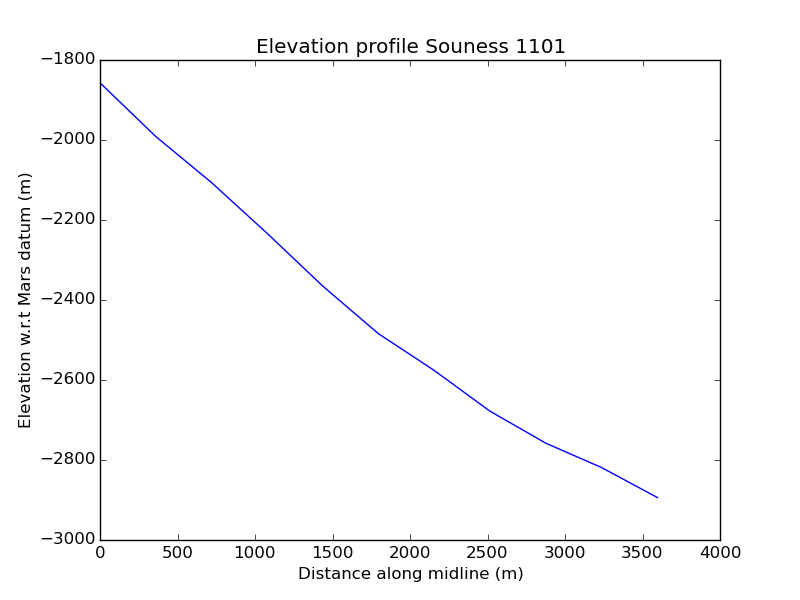 Elevation profile Souness 1101
−1800
−2000
−2200
−2400
−2600
−2800
−3000
Elevation w.r.t Mars datum (m)
0 500 1000 1500 2000 2500 3000 3500 4000
Distance along midline (m)